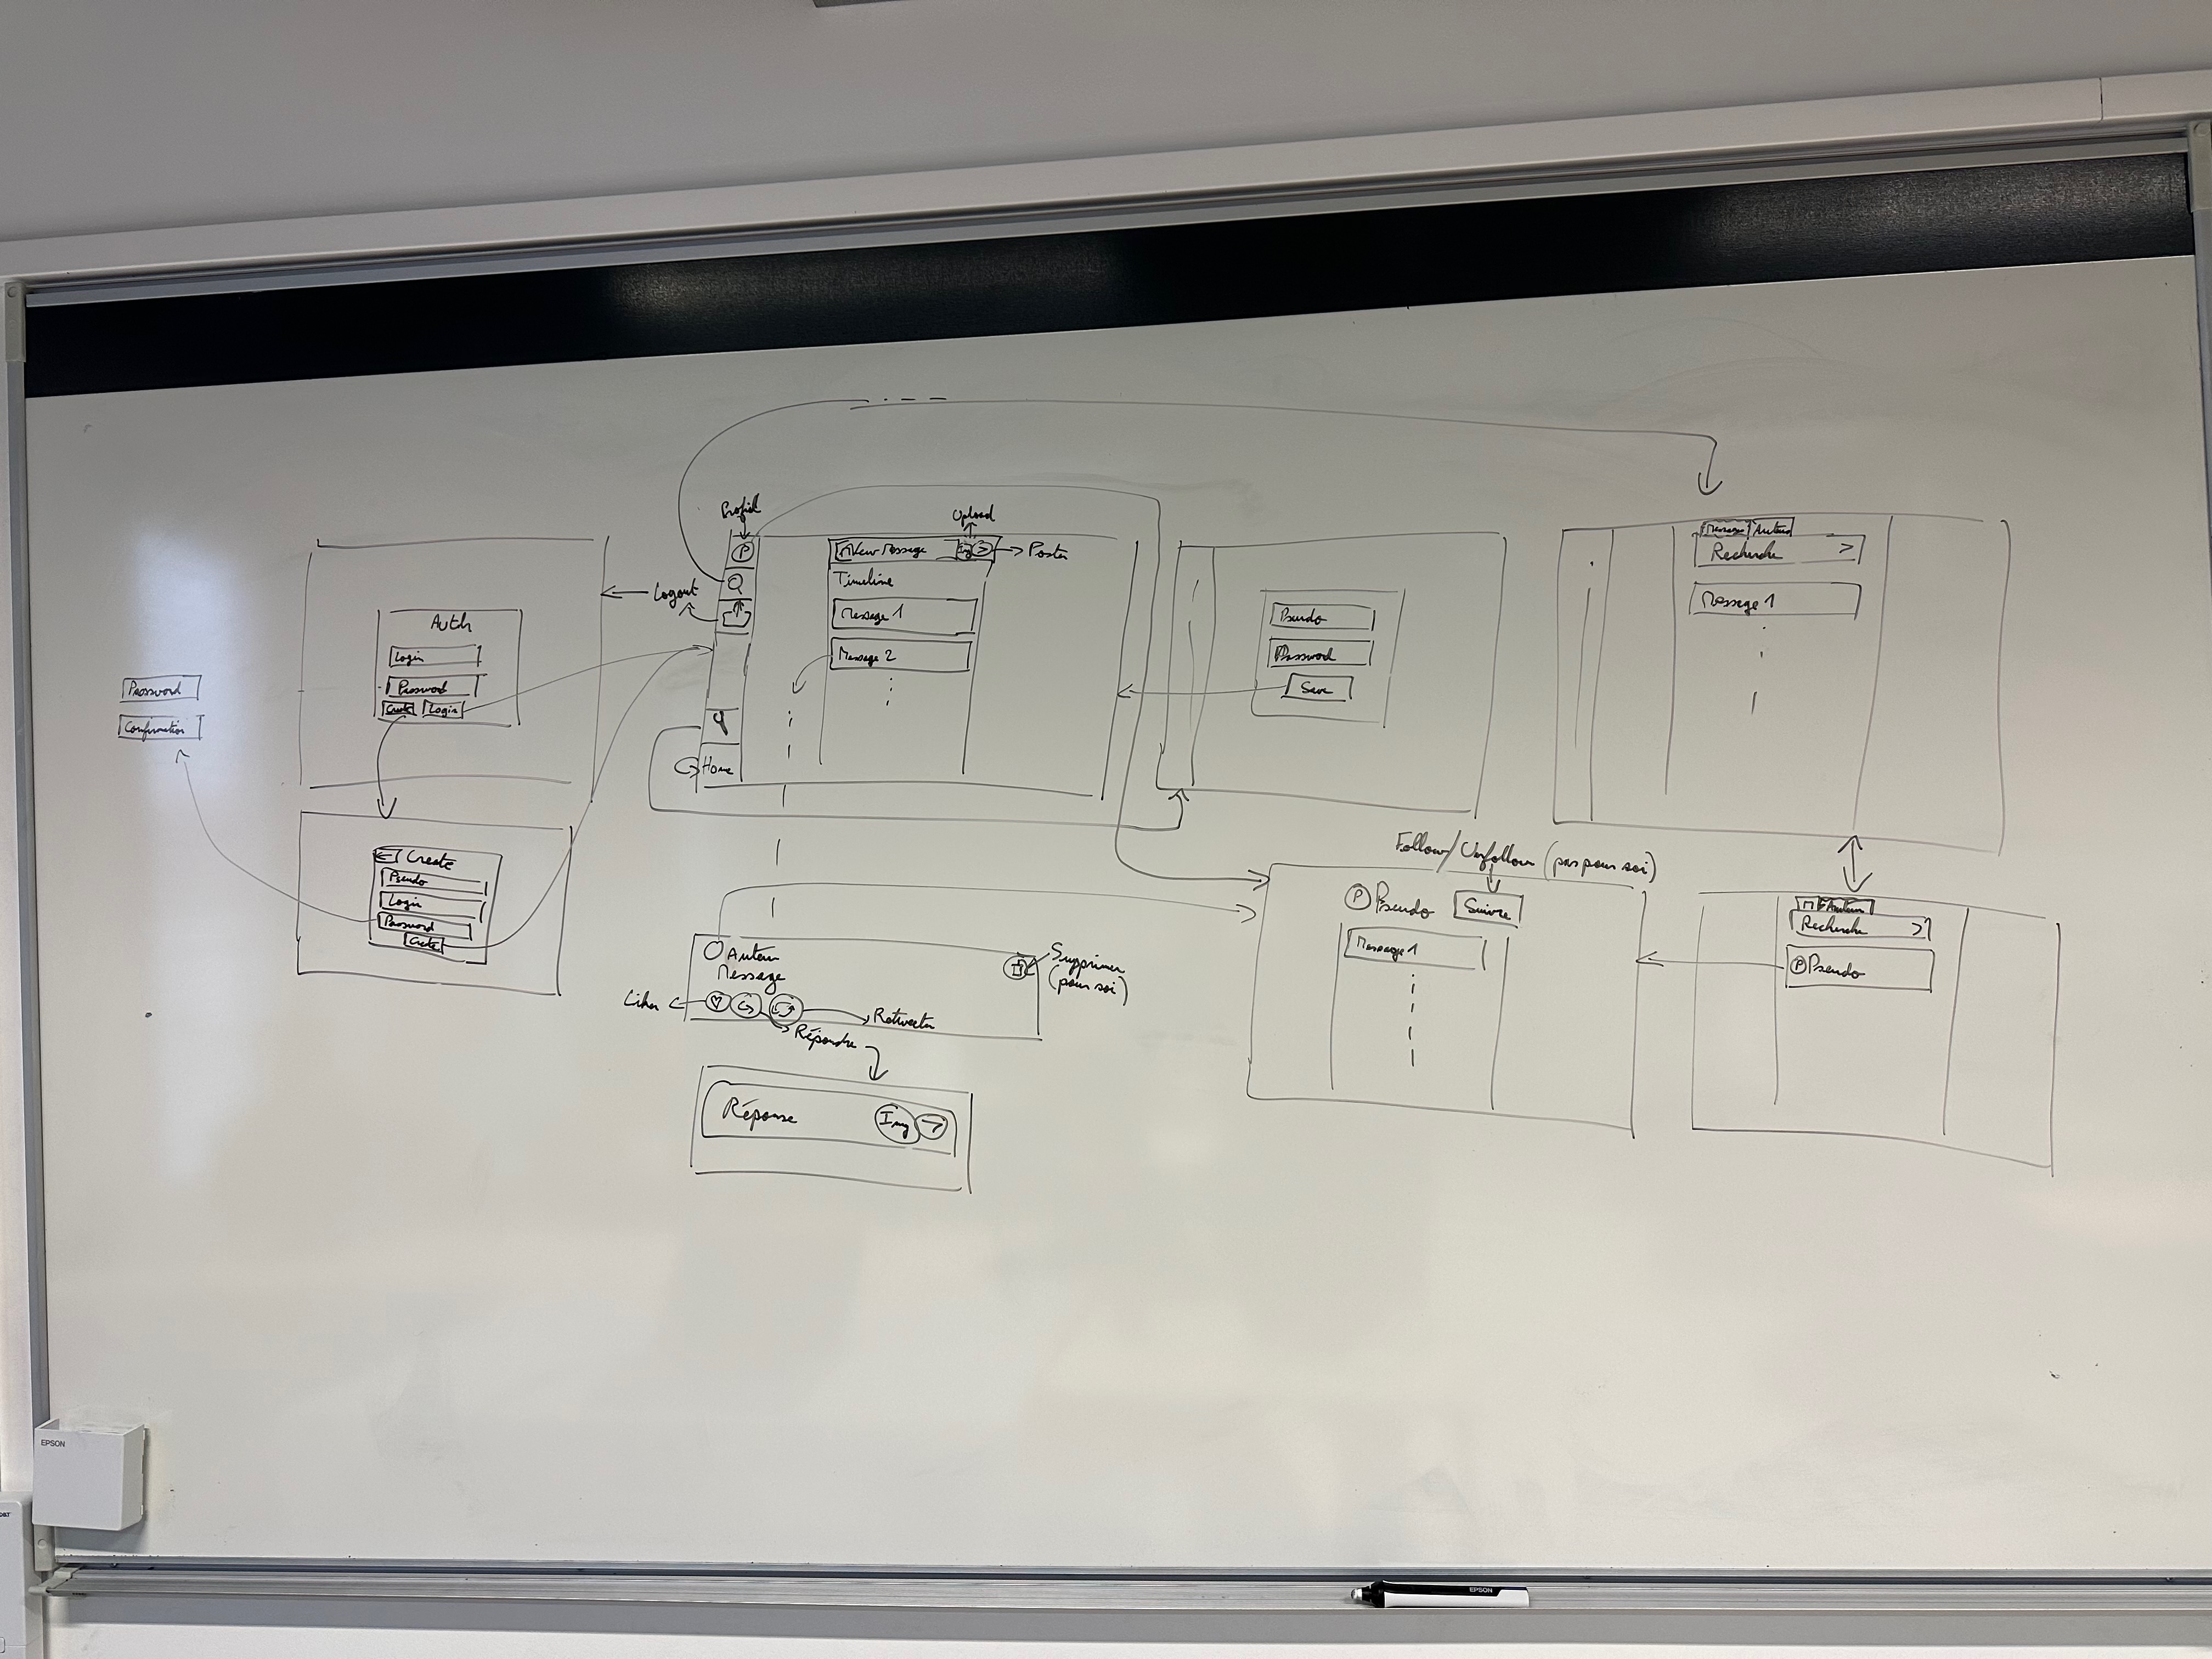 Password
Confirmation
Auth
Login
Password
Create
Login
Create
Pseudo
Login
Password
Create
Logout
Profil
P
Home
Upload
New Message
Img
Poster
Timeline
Message 1
Message 2
Auteur
Message
Supprimer
(pour soi)
Liker
Répondre
Retweeter
Réponse
Img
Pseudo
Password
Save
Follow/Unfollow (pas pour soi)
P Pseudo
Suivre
Message 1
Message Auteur
Recherche
Message 1
M Auteur
Recherche
P Pseudo
EPSON
EPSON